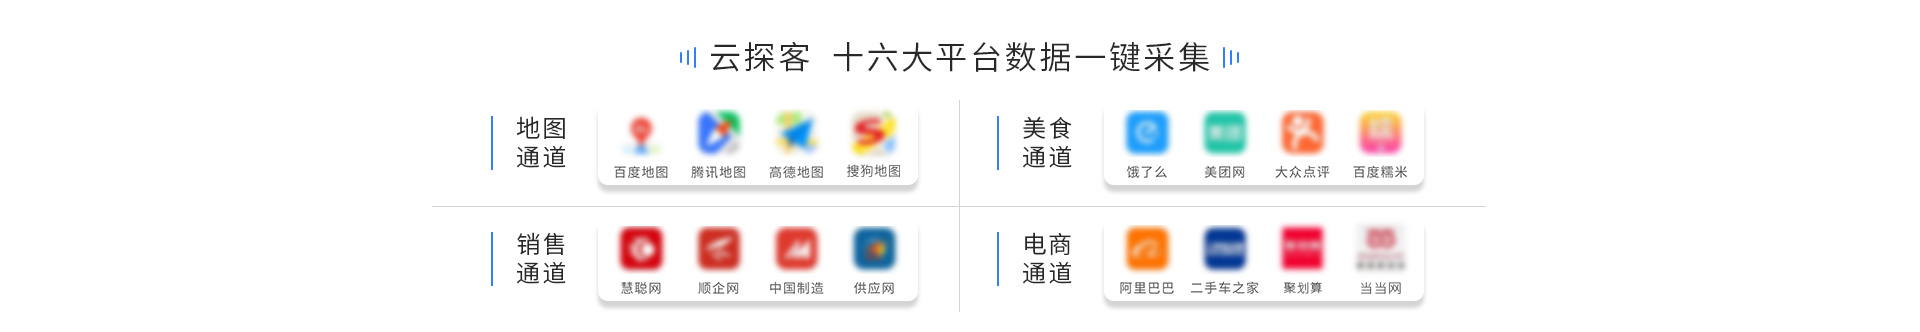 云探客 十六大平台数据一键采集
地图
通道
百度地图 腾讯地图 高德地图 搜狗地图
美食
通道
饿了么 美团网 大众点评 百度糯米
销售
通道
慧聪网 顺企网 中国制造 供应网
电商
通道
阿里巴巴 二手车之家 聚划算 当当网